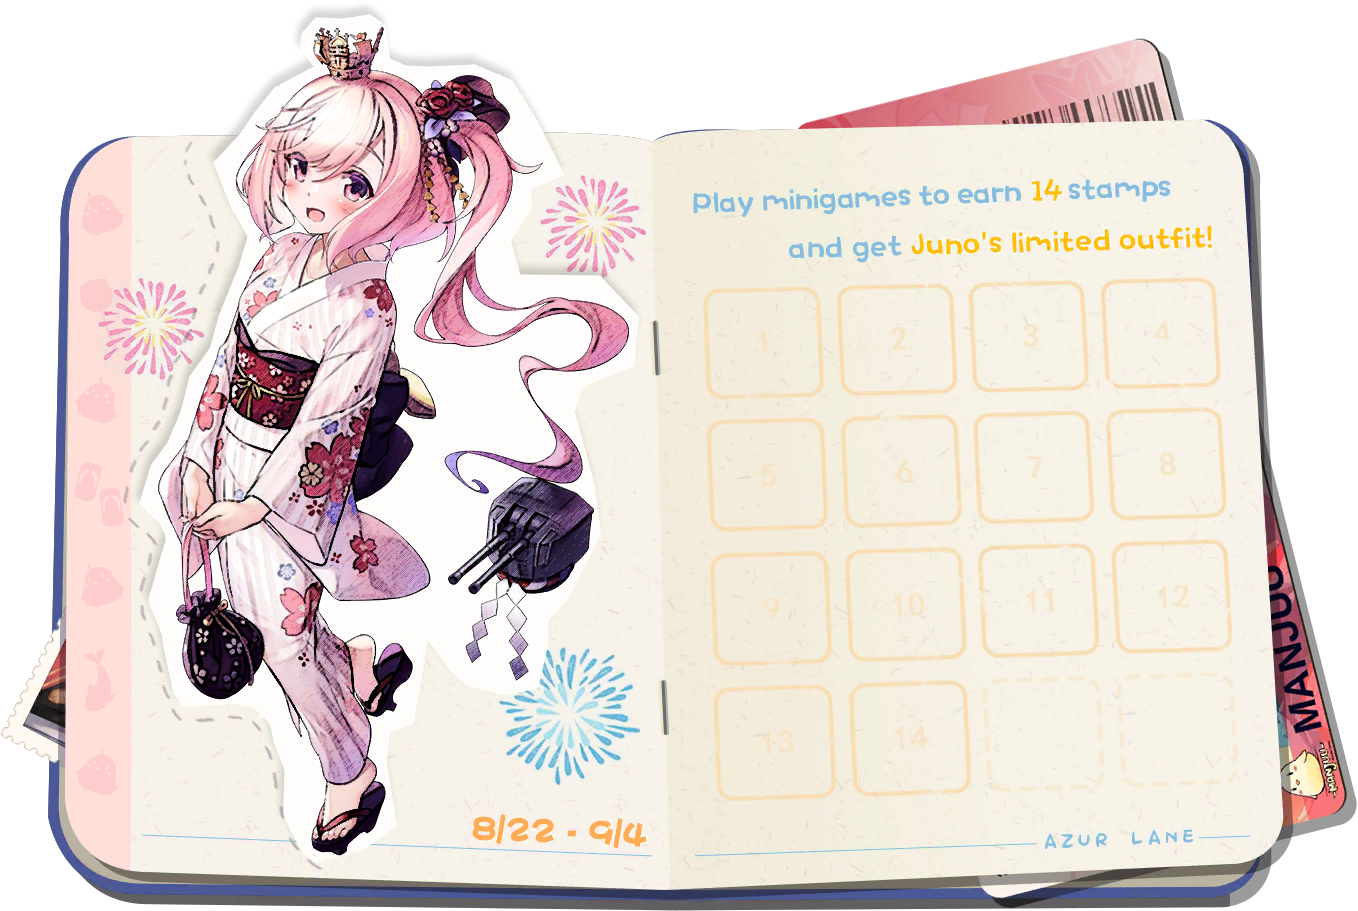 Play minigames to earn 14 stamps
and get Juno's limited outfit!
1 2 3 4
5 6 7 8
9 10 11 12
13 14
8/22 - 9/4
AZUR LANE
MANJUU